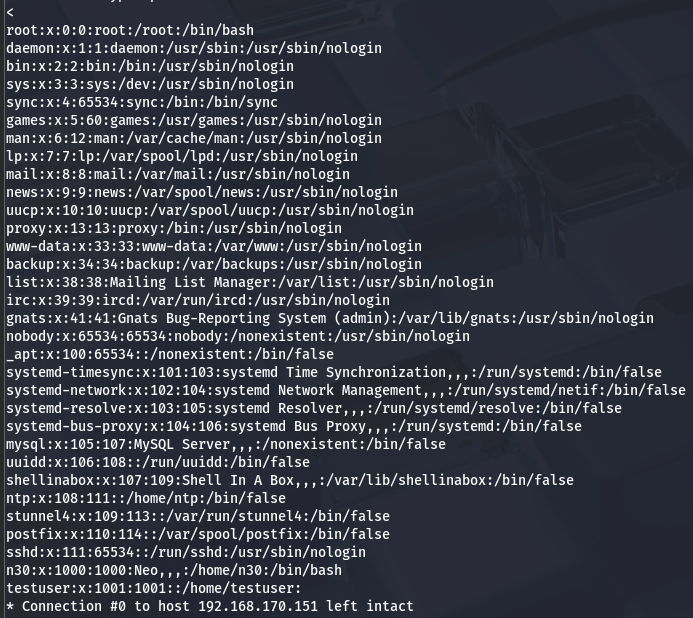 <
root:x:0:0:root:/root:/bin/bash
daemon:x:1:1:daemon:/usr/sbin:/usr/sbin/nologin
bin:x:2:2:bin:/bin:/usr/sbin/nologin
sys:x:3:3:sys:/dev:/usr/sbin/nologin
sync:x:4:65534:sync:/bin:/bin/sync
games:x:5:60:games:/usr/games:/usr/sbin/nologin
man:x:6:12:man:/var/cache/man:/usr/sbin/nologin
lp:x:7:7:lp:/var/spool/lpd:/usr/sbin/nologin
mail:x:8:8:mail:/var/mail:/usr/sbin/nologin
news:x:9:9:news:/var/spool/news:/usr/sbin/nologin
uucp:x:10:10:uucp:/var/spool/uucp:/usr/sbin/nologin
proxy:x:13:13:proxy:/bin:/usr/sbin/nologin
www-data:x:33:33:www-data:/var/www:/usr/sbin/nologin
backup:x:34:34:backup:/var/backups:/usr/sbin/nologin
list:x:38:38:Mailing List Manager:/var/list:/usr/sbin/nologin
irc:x:39:39:ircd:/var/run/ircd:/usr/sbin/nologin
gnats:x:41:41:Gnats Bug-Reporting System (admin):/var/lib/gnats:/usr/sbin/nologin
nobody:x:65534:65534:nobody:/nonexistent:/usr/sbin/nologin
_apt:x:100:65534::/nonexistent:/bin/false
systemd-timesync:x:101:103:systemd Time Synchronization,,,:/run/systemd:/bin/false
systemd-network:x:102:104:systemd Network Management,,,:/run/systemd/netif:/bin/false
systemd-resolve:x:103:105:systemd Resolver,,,:/run/systemd/resolve:/bin/false
systemd-bus-proxy:x:104:106:systemd Bus Proxy,,,:/run/systemd:/bin/false
mysql:x:105:107:MySQL Server,,,:/nonexistent:/bin/false
uuidd:x:106:108::/run/uuidd:/bin/false
shellinabox:x:107:109:Shell In A Box,,,:/var/lib/shellinabox:/bin/false
ntp:x:108:111::/home/ntp:/bin/false
stunnel4:x:109:113::/var/run/stunnel4:/bin/false
postfix:x:110:114::/var/spool/postfix:/bin/false
sshd:x:111:65534::/run/sshd:/usr/sbin/nologin
n30:x:1000:1000:Neo,,,:/home/n30:/bin/bash
testuser:x:1001:1001::/home/testuser:
* Connection #0 to host 192.168.170.151 left intact